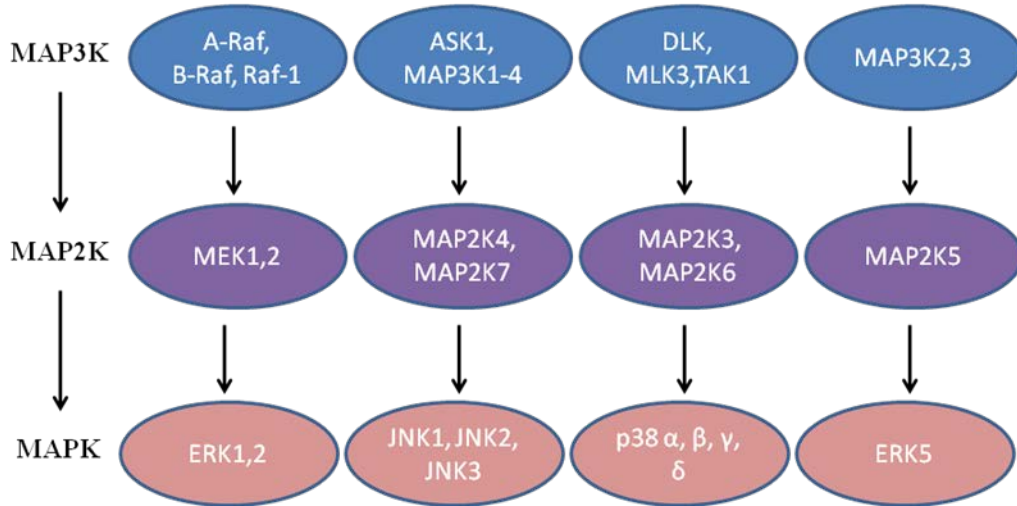 MAP3K
A-Raf,
B-Raf, Raf-1
ASK1,
MAP3K1-4
DLK,
MLK3,TAK1
MAP3K2,3
MAP2K
MEK1,2
MAP2K4,
MAP2K7
MAP2K3,
MAP2K6
MAP2K5
MAPK
ERK1,2
JNK1, JNK2,
JNK3
p38 α, β, γ,
δ
ERK5